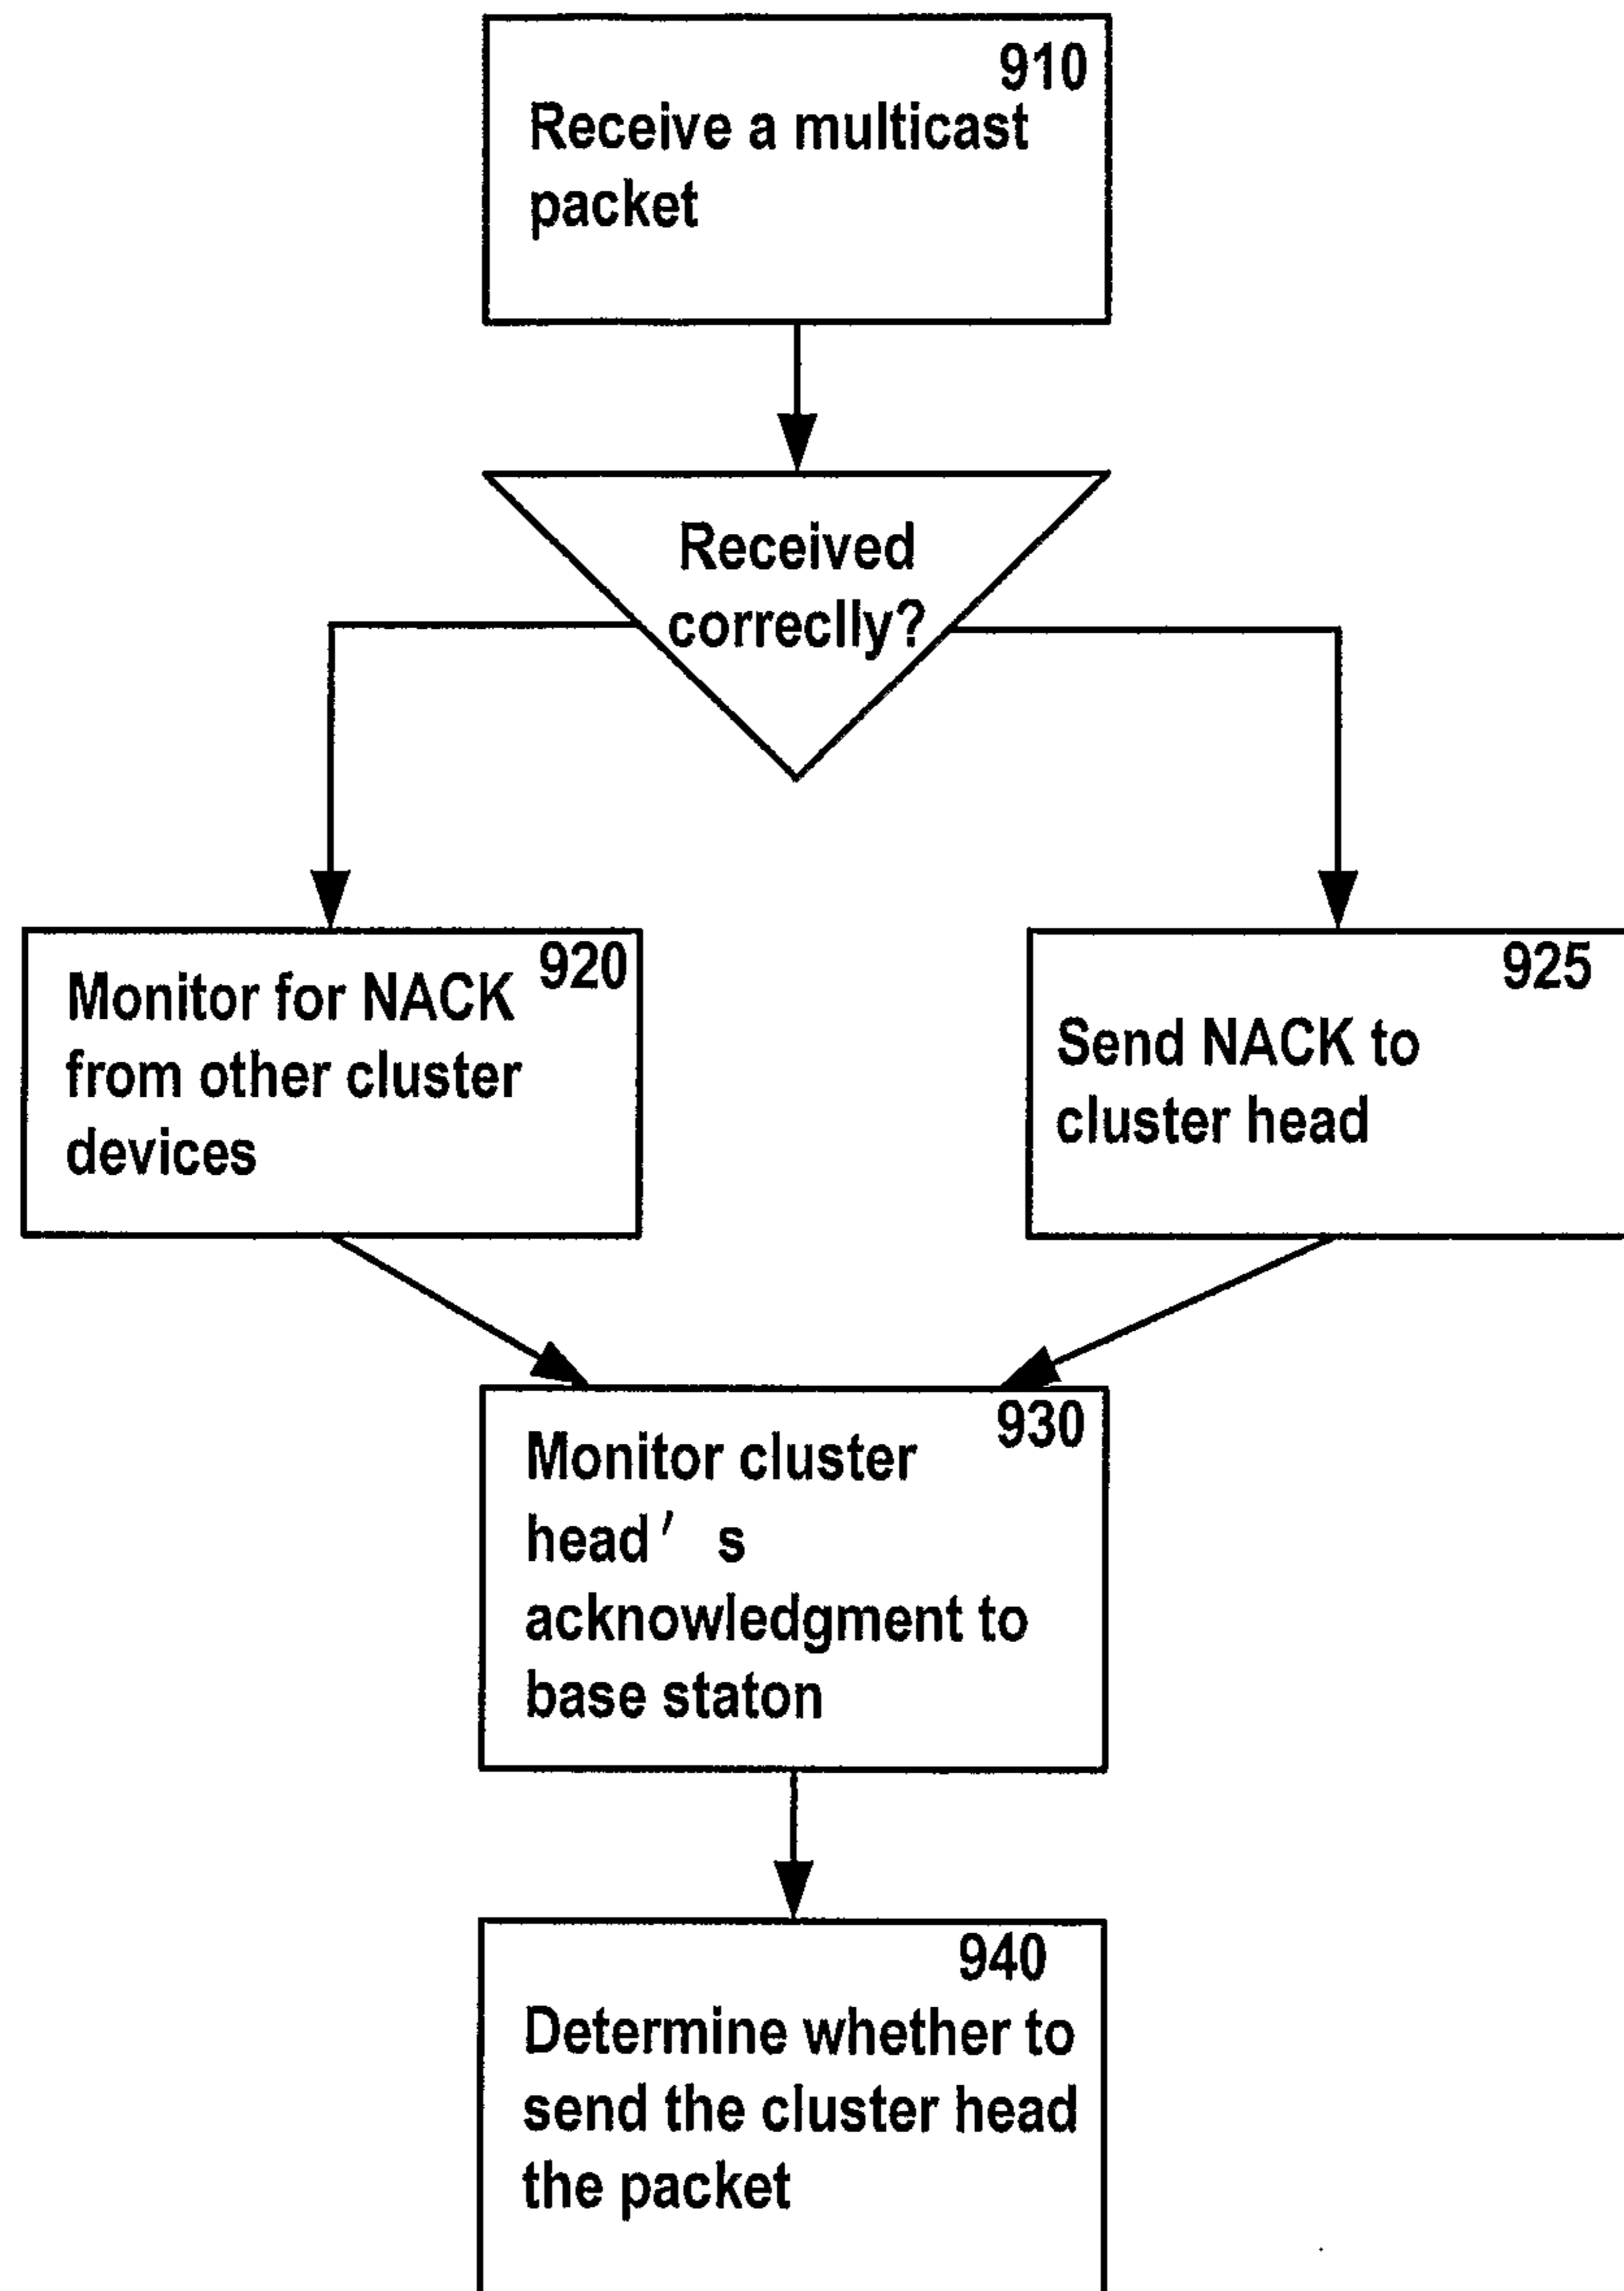 910
Receive a multicast
packet
Received
correclly?
920
Monitor for NACK
from other cluster
devices
925
Send NACK to
cluster head
930
Monitor cluster
head' s
acknowledgment to
base staton
940
Determine whether to
send the cluster head
the packet